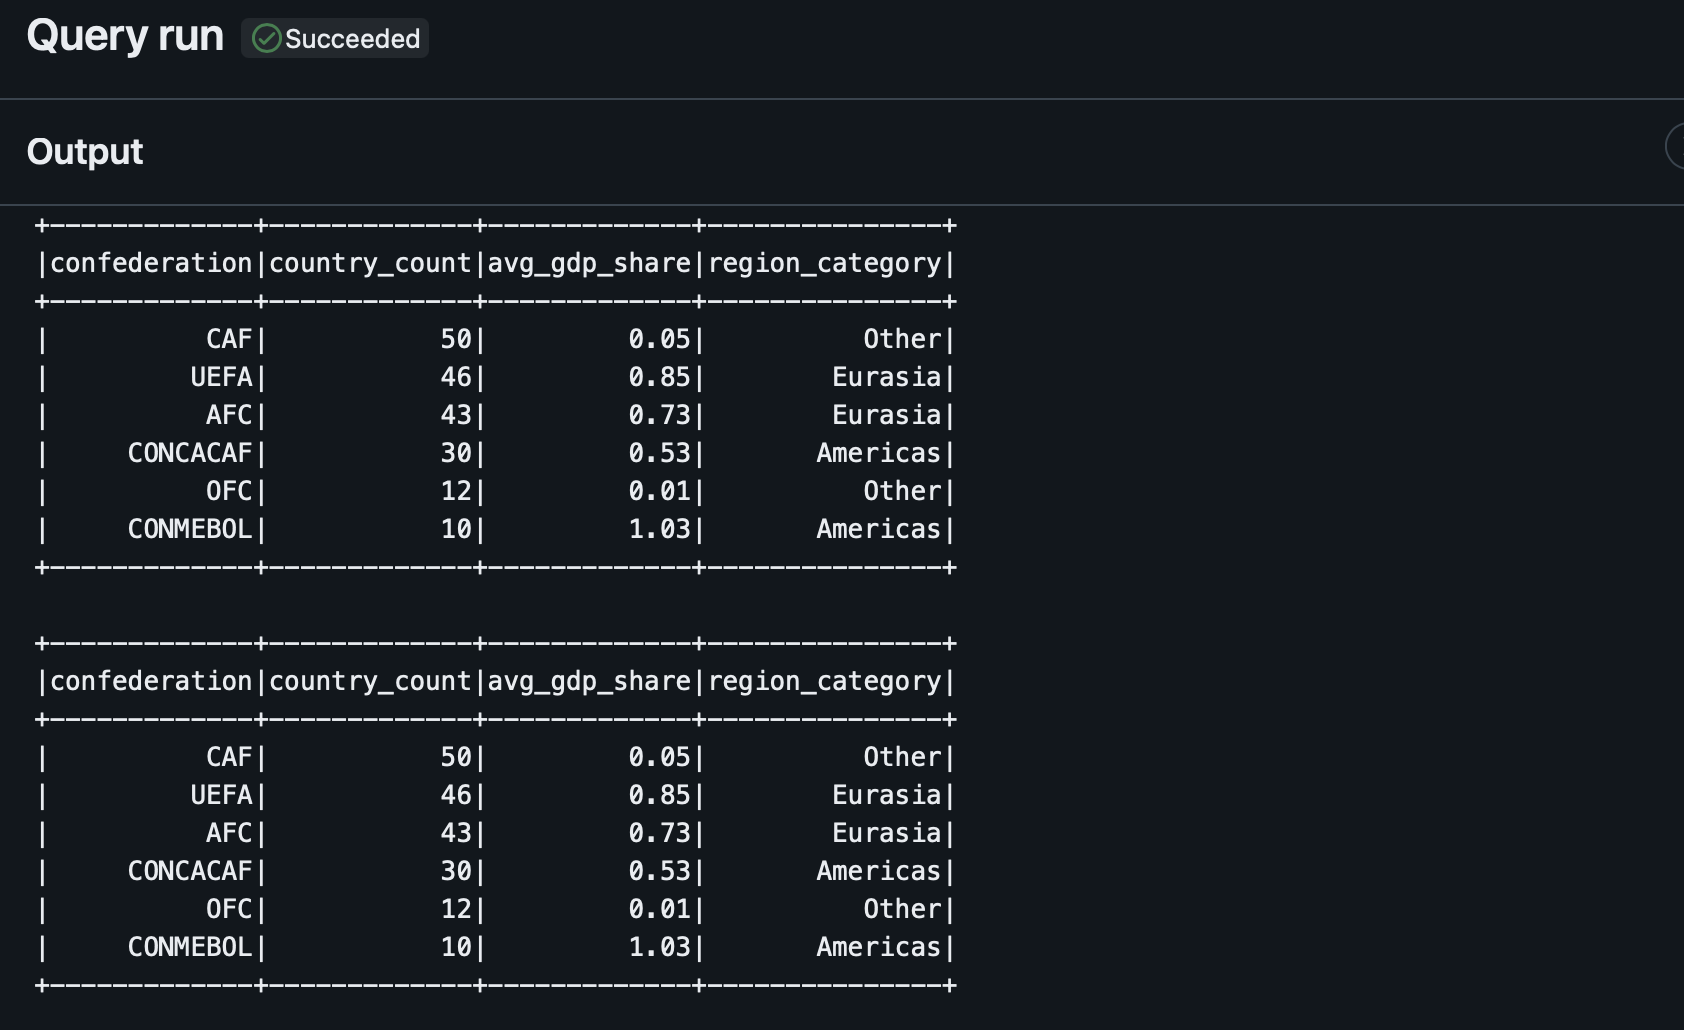 Query run
Succeeded
Output
+-------------+-------------+-------------+---------------+
|confederation|country_count|avg_gdp_share|region_category|
+-------------+-------------+-------------+---------------+
|          CAF|           50|         0.05|          Other|
|         UEFA|           46|         0.85|        Eurasia|
|          AFC|           43|         0.73|        Eurasia|
|     CONCACAF|           30|         0.53|       Americas|
|          OFC|           12|         0.01|          Other|
|     CONMEBOL|           10|         1.03|       Americas|
+-------------+-------------+-------------+---------------+
+-------------+-------------+-------------+---------------+
|confederation|country_count|avg_gdp_share|region_category|
+-------------+-------------+-------------+---------------+
|          CAF|           50|         0.05|          Other|
|         UEFA|           46|         0.85|        Eurasia|
|          AFC|           43|         0.73|        Eurasia|
|     CONCACAF|           30|         0.53|       Americas|
|          OFC|           12|         0.01|          Other|
|     CONMEBOL|           10|         1.03|       Americas|
+-------------+-------------+-------------+---------------+